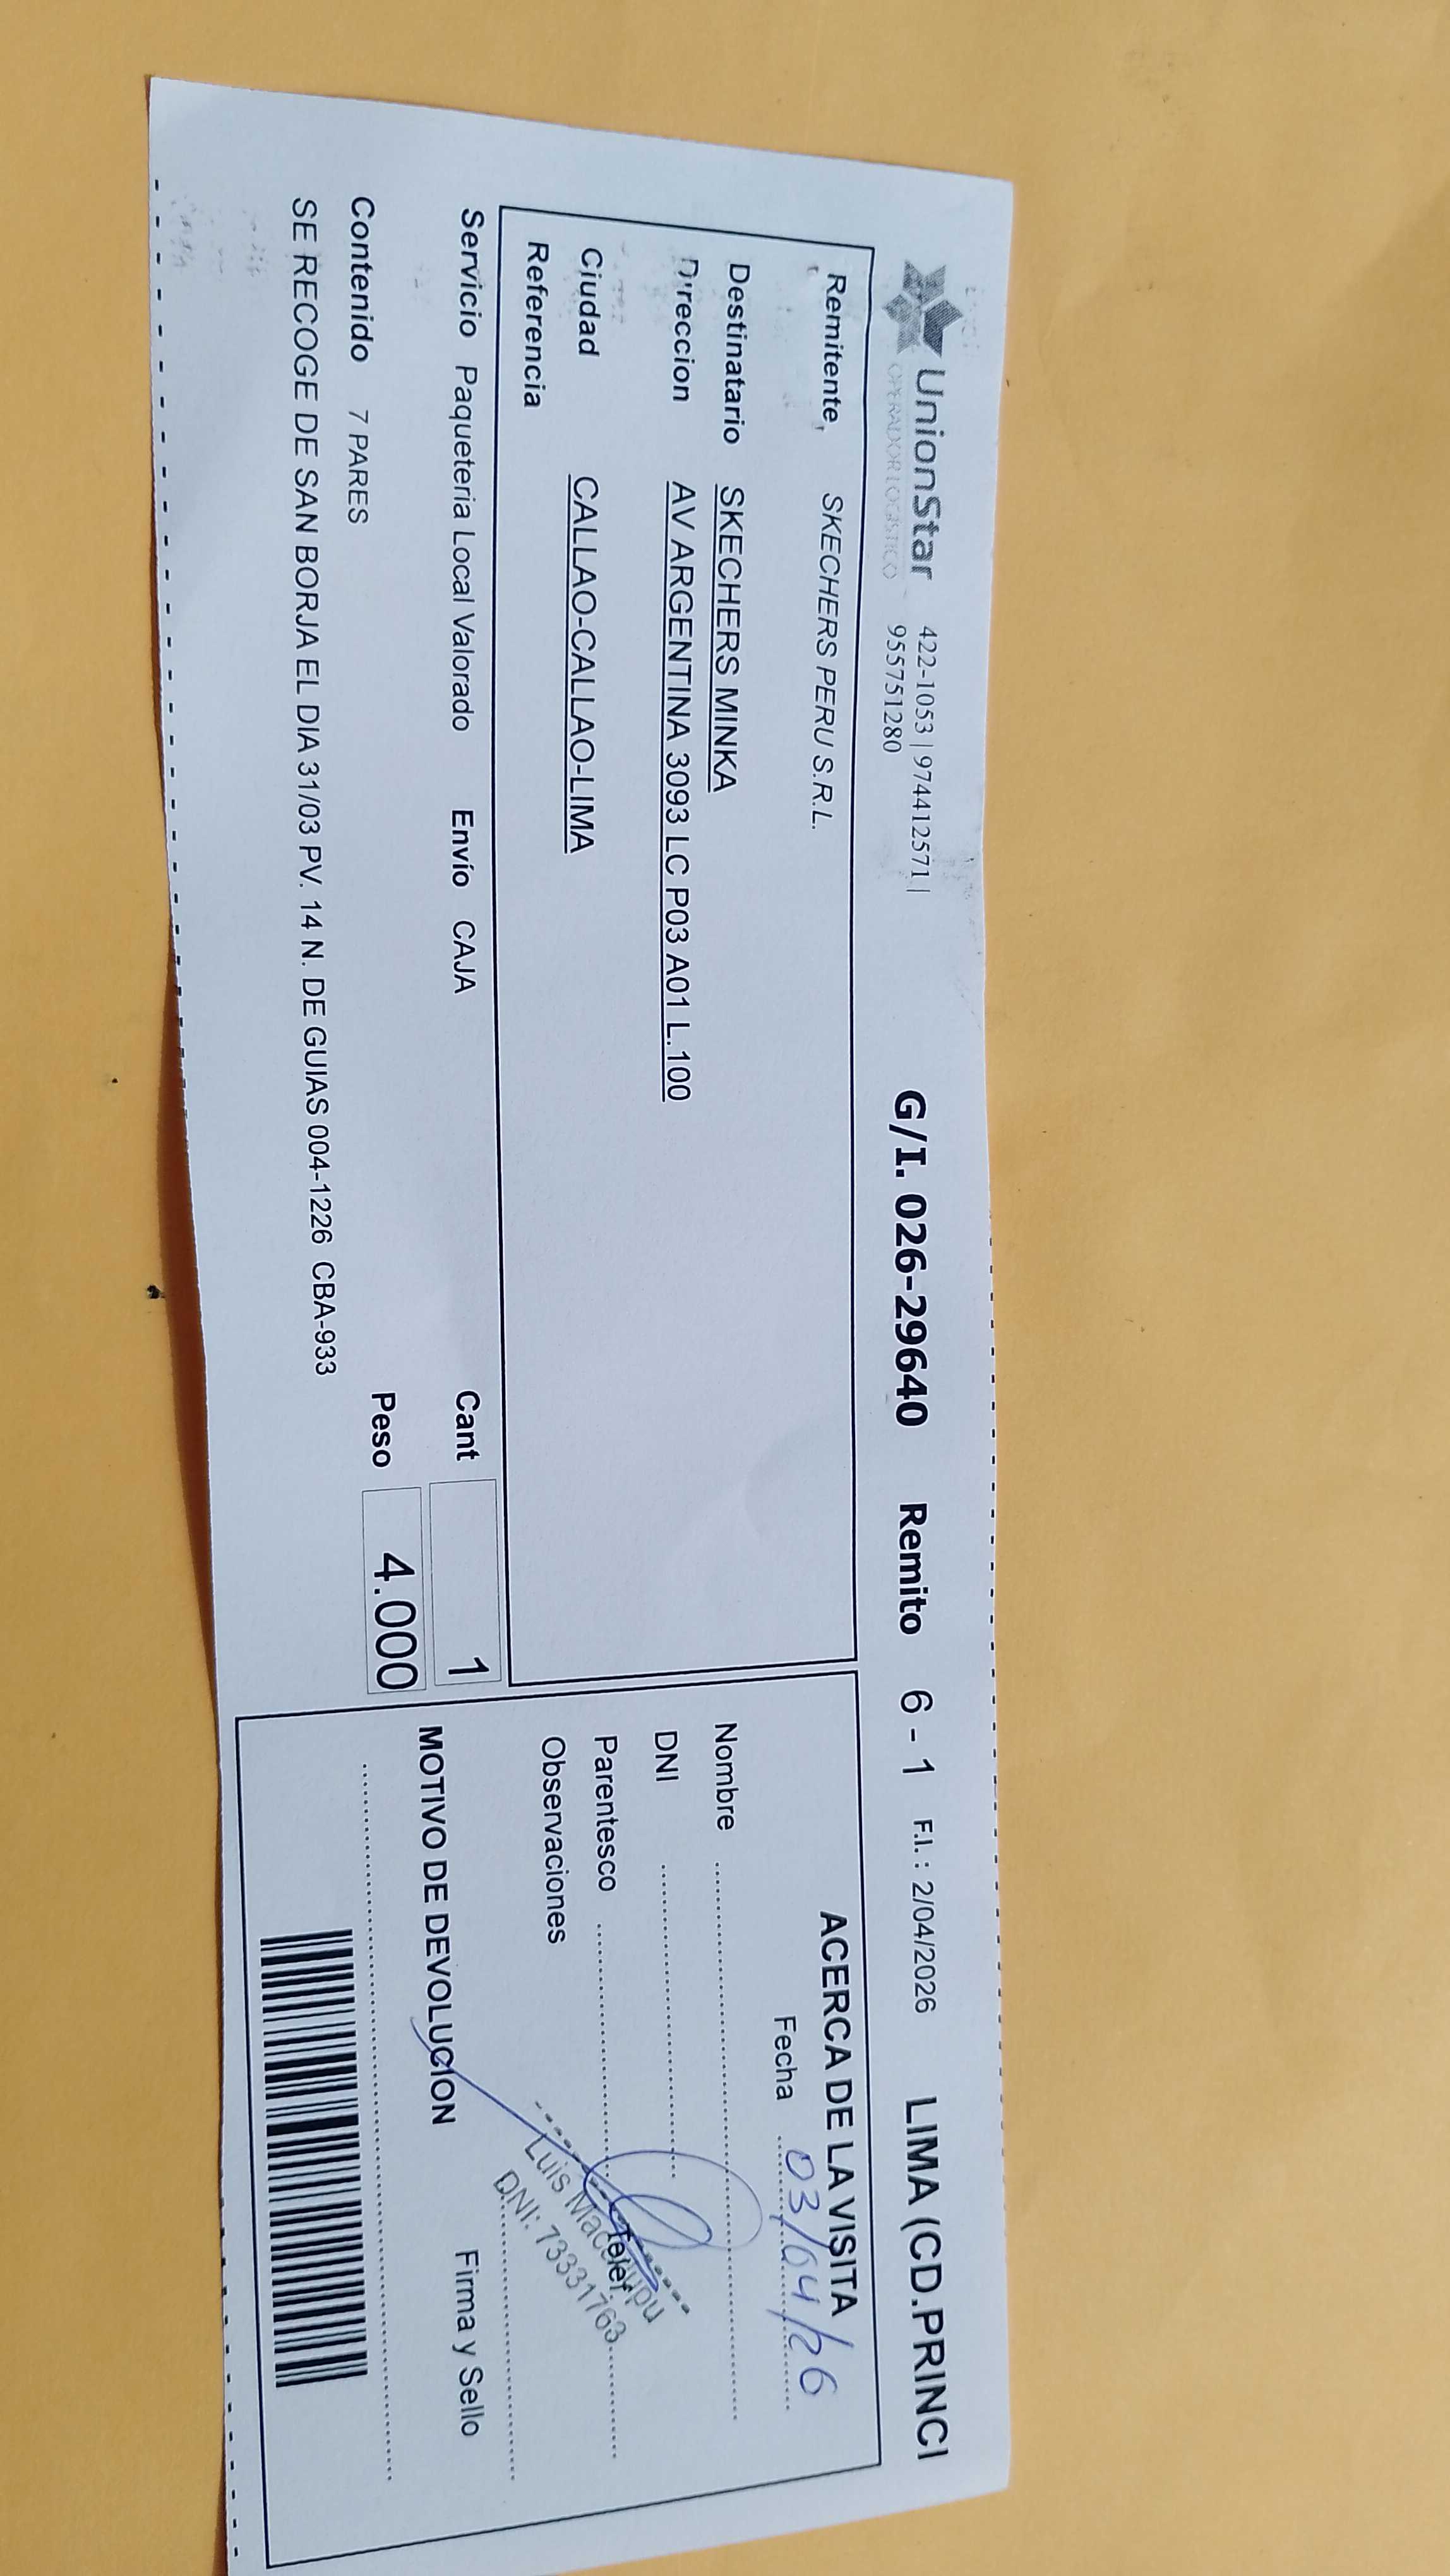 UnionStar 422-1053 | 974412571 |
OPERADOR LOGISTICO 955751280
G/I. 026-29640 Remito 6 - 1 F.I. : 2/04/2026 LIMA (CD.PRINCI
Remitente SKECHERS PERU S.R.L.
Destinatario SKECHERS MINKA
Direccion AV ARGENTINA 3093 LC P03 A01 L.100
Ciudad CALLAO-CALLAO-LIMA
Referencia
Servicio Paqueteria Local Valorado Envío CAJA Cant 1
Contenido 7 PARES Peso 4.000
SE RECOGE DE SAN BORJA EL DIA 31/03 PV. 14 N. DE GUIAS 004-1226 CBA-933
ACERCA DE LA VISITA
Fecha 03/04/26
Nombre
DNI
Parentesco Telef.
Observaciones
Luis
DNI: 73331763
MOTIVO DE DEVOLUCION Firma y Sello